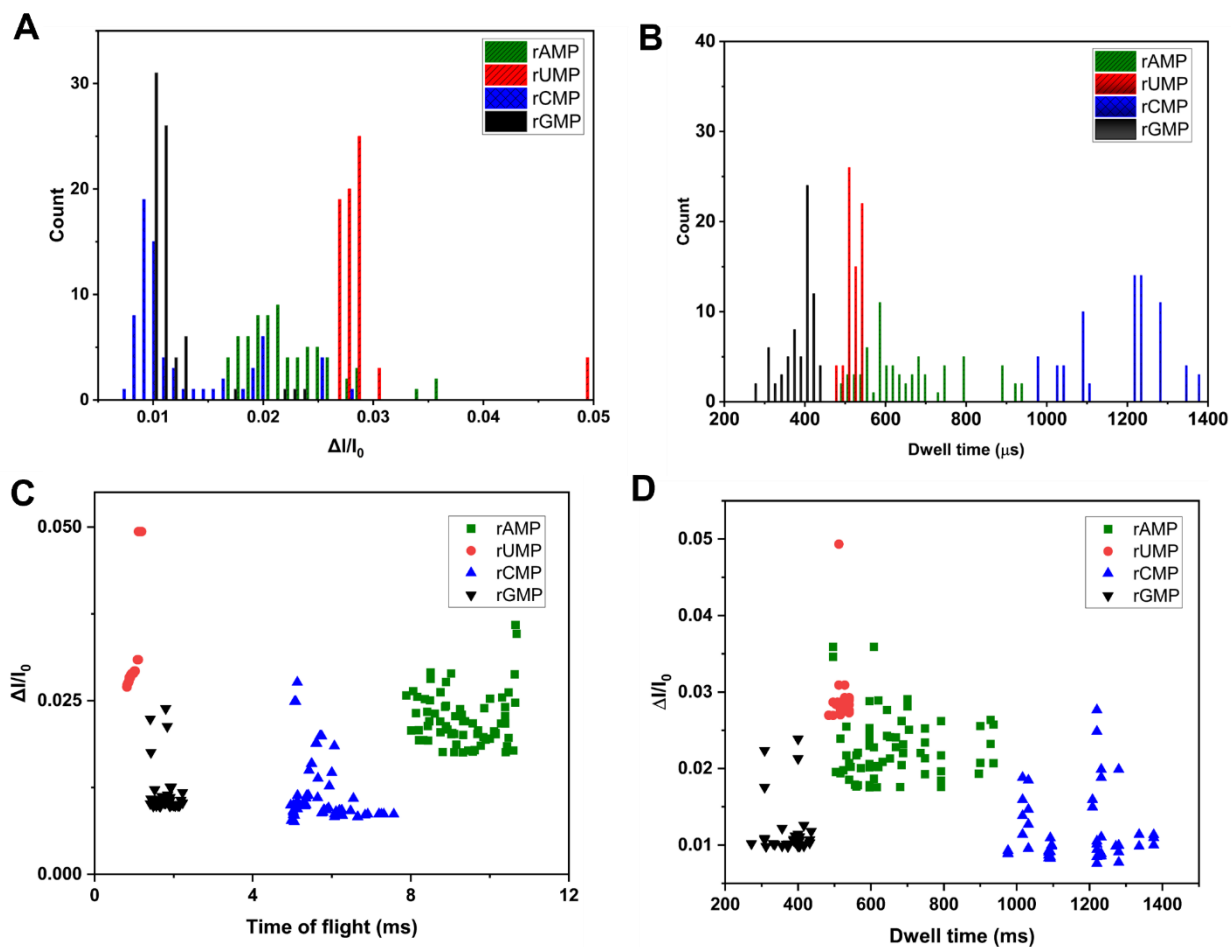 A
rAMP
rUMP
rCMP
rGMP
30
20
10
0
Count
0.01
0.02
0.03
0.04
0.05
ΔI/I₀
B
rAMP
rUMP
rCMP
rGMP
40
30
20
10
0
Count
200
400
600
800
1000
1200
1400
Dwell time (μs)
C
rAMP
rUMP
rCMP
rGMP
0.050
0.025
0.000
ΔI/I₀
0
4
8
12
Time of flight (ms)
D
rAMP
rUMP
rCMP
rGMP
0.05
0.04
0.03
0.02
0.01
ΔI/I₀
200
400
600
800
1000
1200
1400
Dwell time (ms)